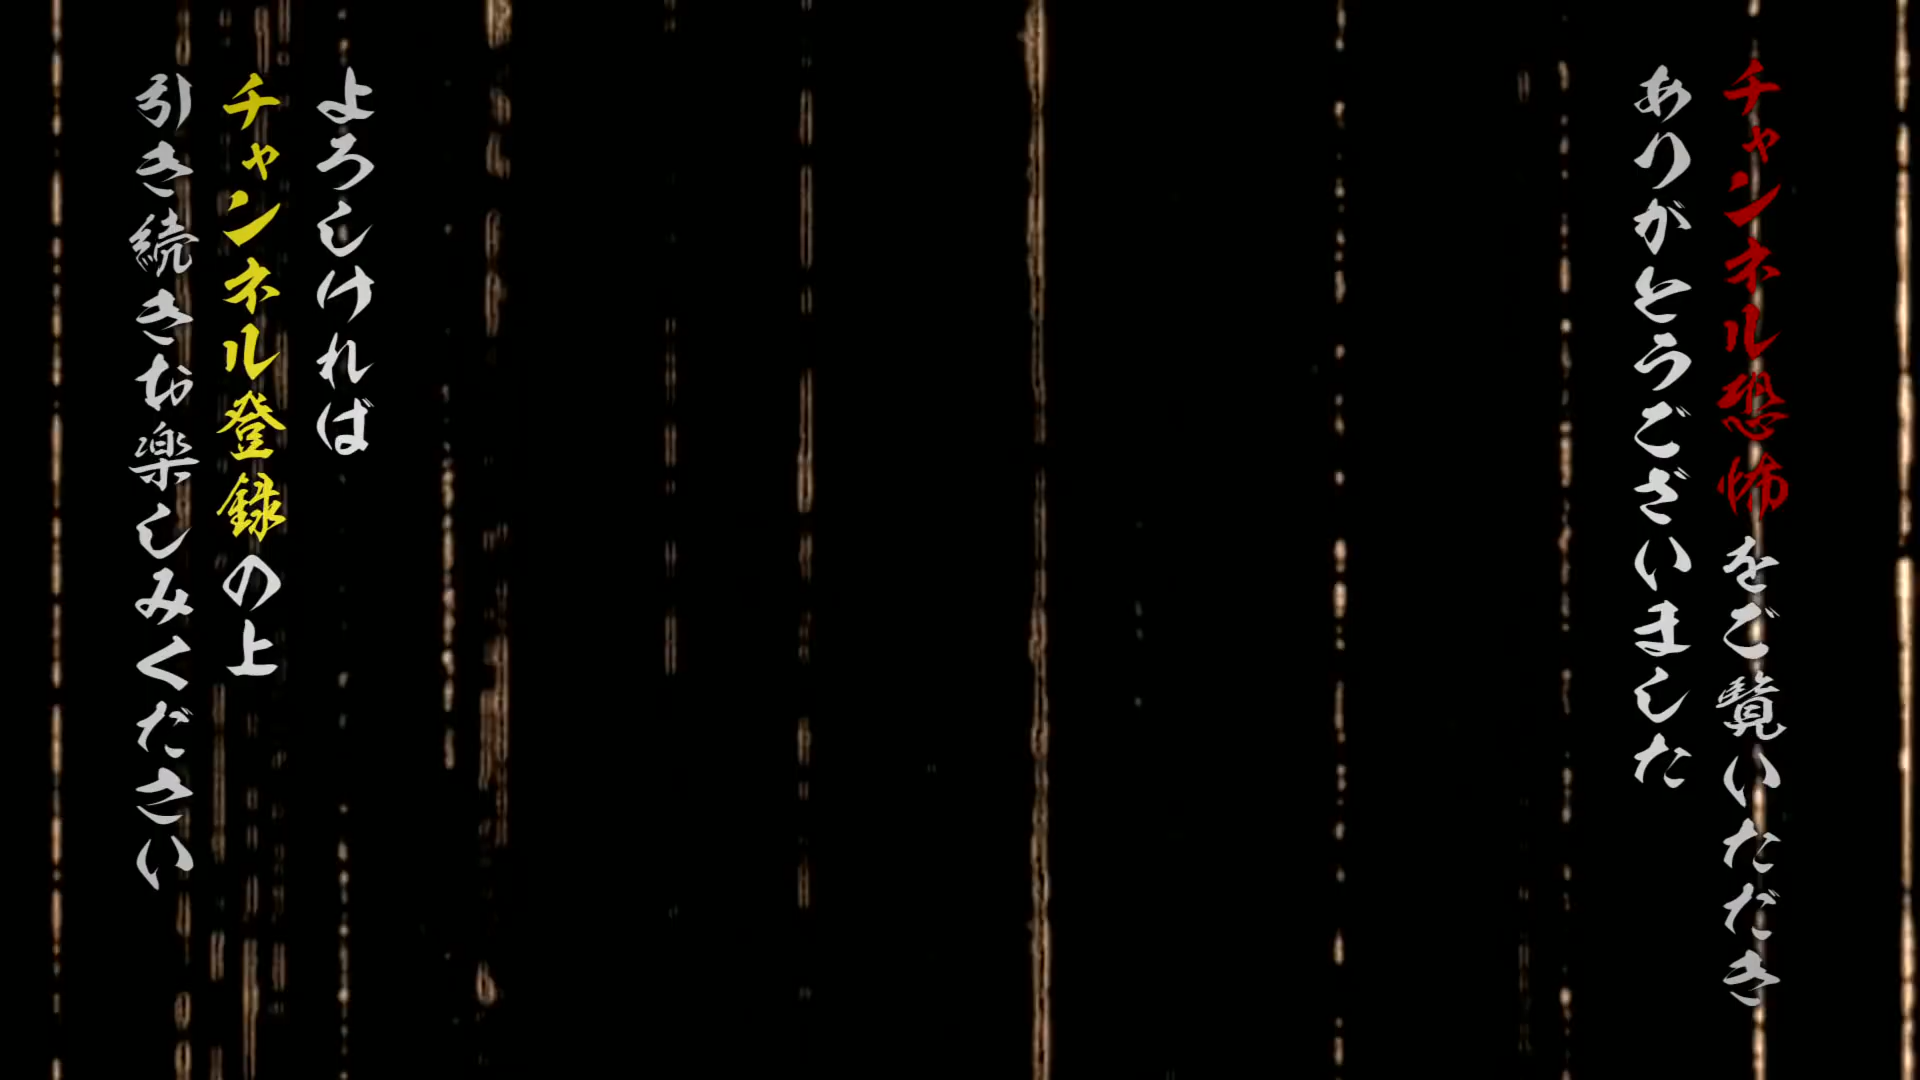 チャンネル恐怖をご覧いただき
ありがとうございました
よろしければ
チャンネル登録の上
引き続きお楽しみください